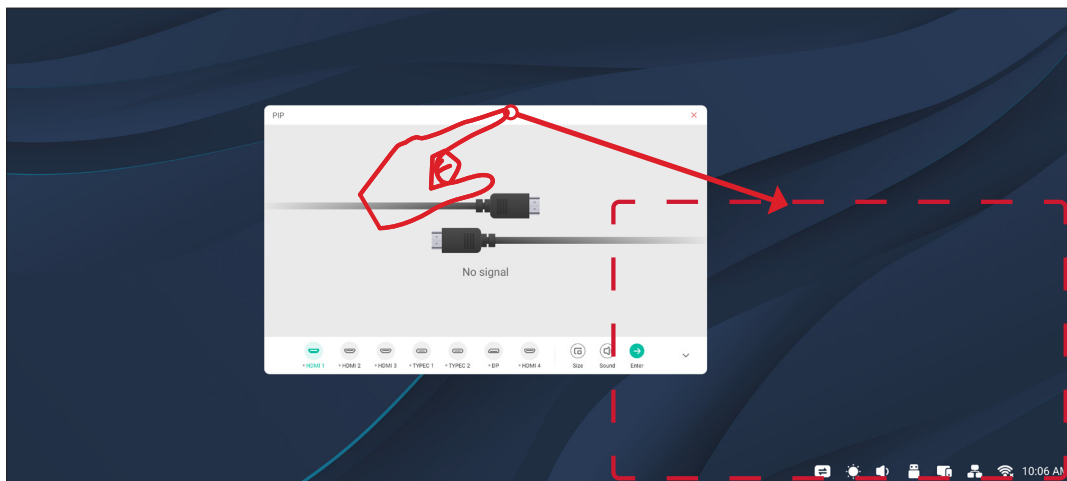 PIP
No signal
HDMI 1 HDMI 2 HDMI 3 TYPEC 1 TYPEC 2 DP HDMI 4 Size Sound Enter
10:06 AM